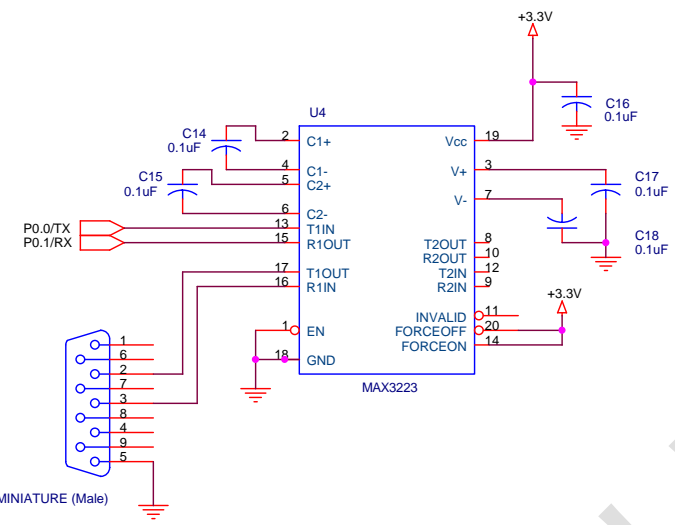 +3.3V
C16
0.1uF
U4
C14
0.1uF
2
C1+
Vcc
19
4
C1-
V+
3
C17
0.1uF
C15
0.1uF
5
C2+
V-
7
6
C2-
C18
0.1uF
P0.0/TX
13
T1IN
P0.1/RX
15
R1OUT
T2OUT
8
R2OUT
10
17
T1OUT
T2IN
12
16
R1IN
R2IN
9
+3.3V
INVALID
11
1
EN
FORCEOFF
20
FORCEON
14
18
GND
MAX3223
1
6
2
7
3
8
4
9
5
MINIATURE (Male)